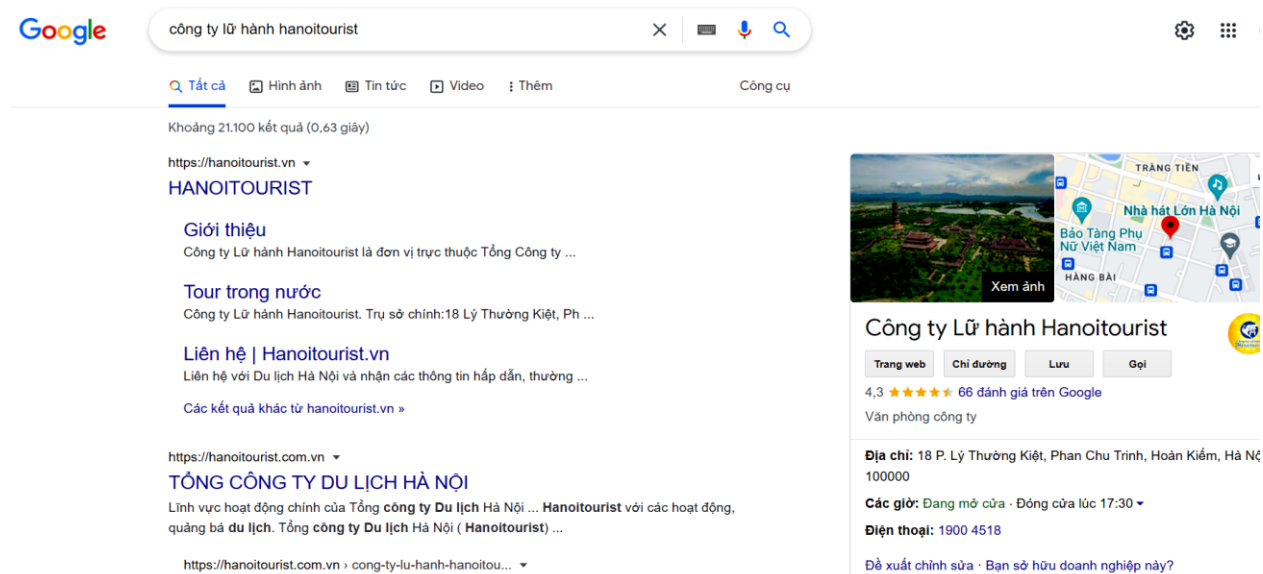 Google
công ty lữ hành hanoitourist
Tất cả
Hình ảnh
Tin tức
Video
Thêm
Công cụ
Khoảng 21.100 kết quả (0,63 giây)
https://hanoitourist.vn
HANOITOURIST
Giới thiệu
Công ty Lữ hành Hanoitourist là đơn vị trực thuộc Tổng Công ty ...
Tour trong nước
Công ty Lữ hành Hanoitourist. Trụ sở chính:18 Lý Thường Kiệt, Ph ...
Liên hệ | Hanoitourist.vn
Liên hệ với Du lịch Hà Nội và nhận các thông tin hấp dẫn, thường ...
Các kết quả khác từ hanoitourist.vn »
https://hanoitourist.com.vn
TỔNG CÔNG TY DU LỊCH HÀ NỘI
Lĩnh vực hoạt động chính của Tổng công ty Du lịch Hà Nội ... Hanoitourist với các hoạt động,
quảng bá du lịch. Tổng công ty Du lịch Hà Nội ( Hanoitourist) ...
https://hanoitourist.com.vn › cong-ty-lu-hanh-hanoitou...
Xem ảnh
TRÀNG TIỀN
Nhà hát Lớn Hà Nội
Bảo Tàng Phụ
Nữ Việt Nam
HÀNG BÀI
Công ty Lữ hành Hanoitourist
Trang web
Chỉ đường
Lưu
Gọi
4,3 66 đánh giá trên Google
Văn phòng công ty
Địa chỉ: 18 P. Lý Thường Kiệt, Phan Chu Trinh, Hoàn Kiếm, Hà
100000
Các giờ: Đang mở cửa · Đóng cửa lúc 17:30
Điện thoại: 1900 4518
Đề xuất chỉnh sửa · Bạn sở hữu doanh nghiệp này?